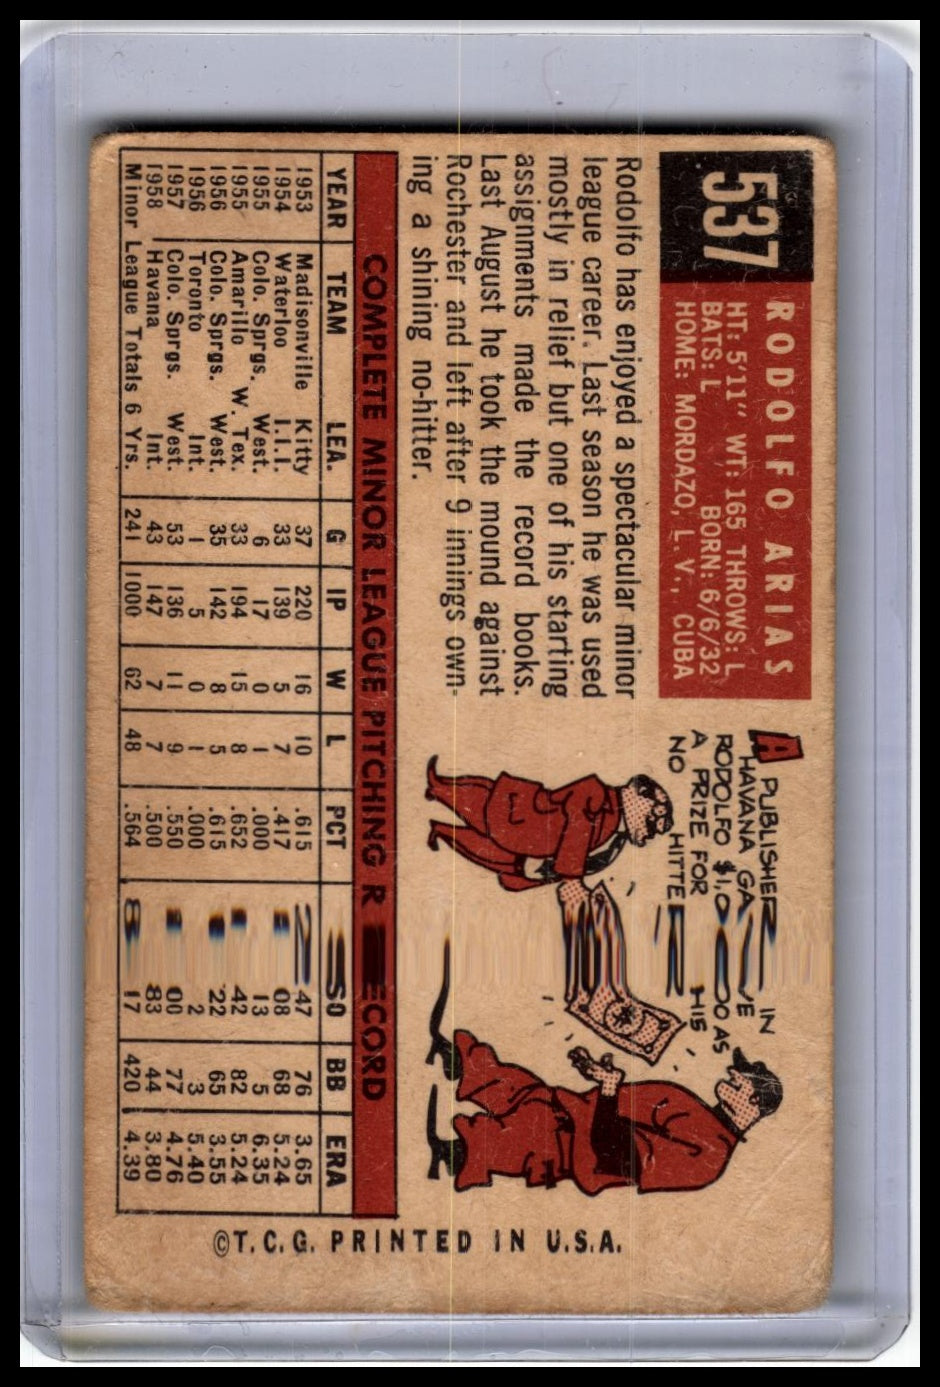 537
RODOLFO ARIAS
HT: 5'11" WT: 165 THROWS: L
BATS: L BORN: 6/6/32
HOME: MORDAZO, L. V., CUBA
Rodolfo has enjoyed a spectacular minor
league career. Last season he was used
mostly in relief but one of his starting
assignments made the record books.
Last August he took the mound against
Rochester and left after 9 innings own-
ing a shining no-hitter.
A PUBLISHER IN
HAVANA GAVE
RODOLFO $1,000 AS
A PRIZE FOR HIS
NO HITTER
COMPLETE MINOR LEAGUE PITCHING RECORD
YEAR TEAM LEA. G IP W L PCT SO BB ERA
1953 Madisonville Kitty 37 220 16 10 .615 47 76 3.65
1954 Waterloo I.I.I. 33 139 5 7 .417 08 68 5.24
1955 Colo. Sprgs. West. 6 17 0 1 .000 13 5 6.35
1955 Amarillo W. Tex. 33 194 15 8 .652 42 82 5.24
1956 Colo. Sprgs. West. 35 142 8 5 .615 22 65 3.55
1956 Toronto Int. 1 5 0 1 .000 2 3 5.40
1957 Colo. Sprgs. West. 53 136 11 9 .550 00 77 4.76
1958 Havana Int. 43 147 7 7 .500 83 44 3.80
Minor League Totals 6 Yrs. 241 1000 62 48 .564 17 420 4.39
©T.C.G. PRINTED IN U.S.A.